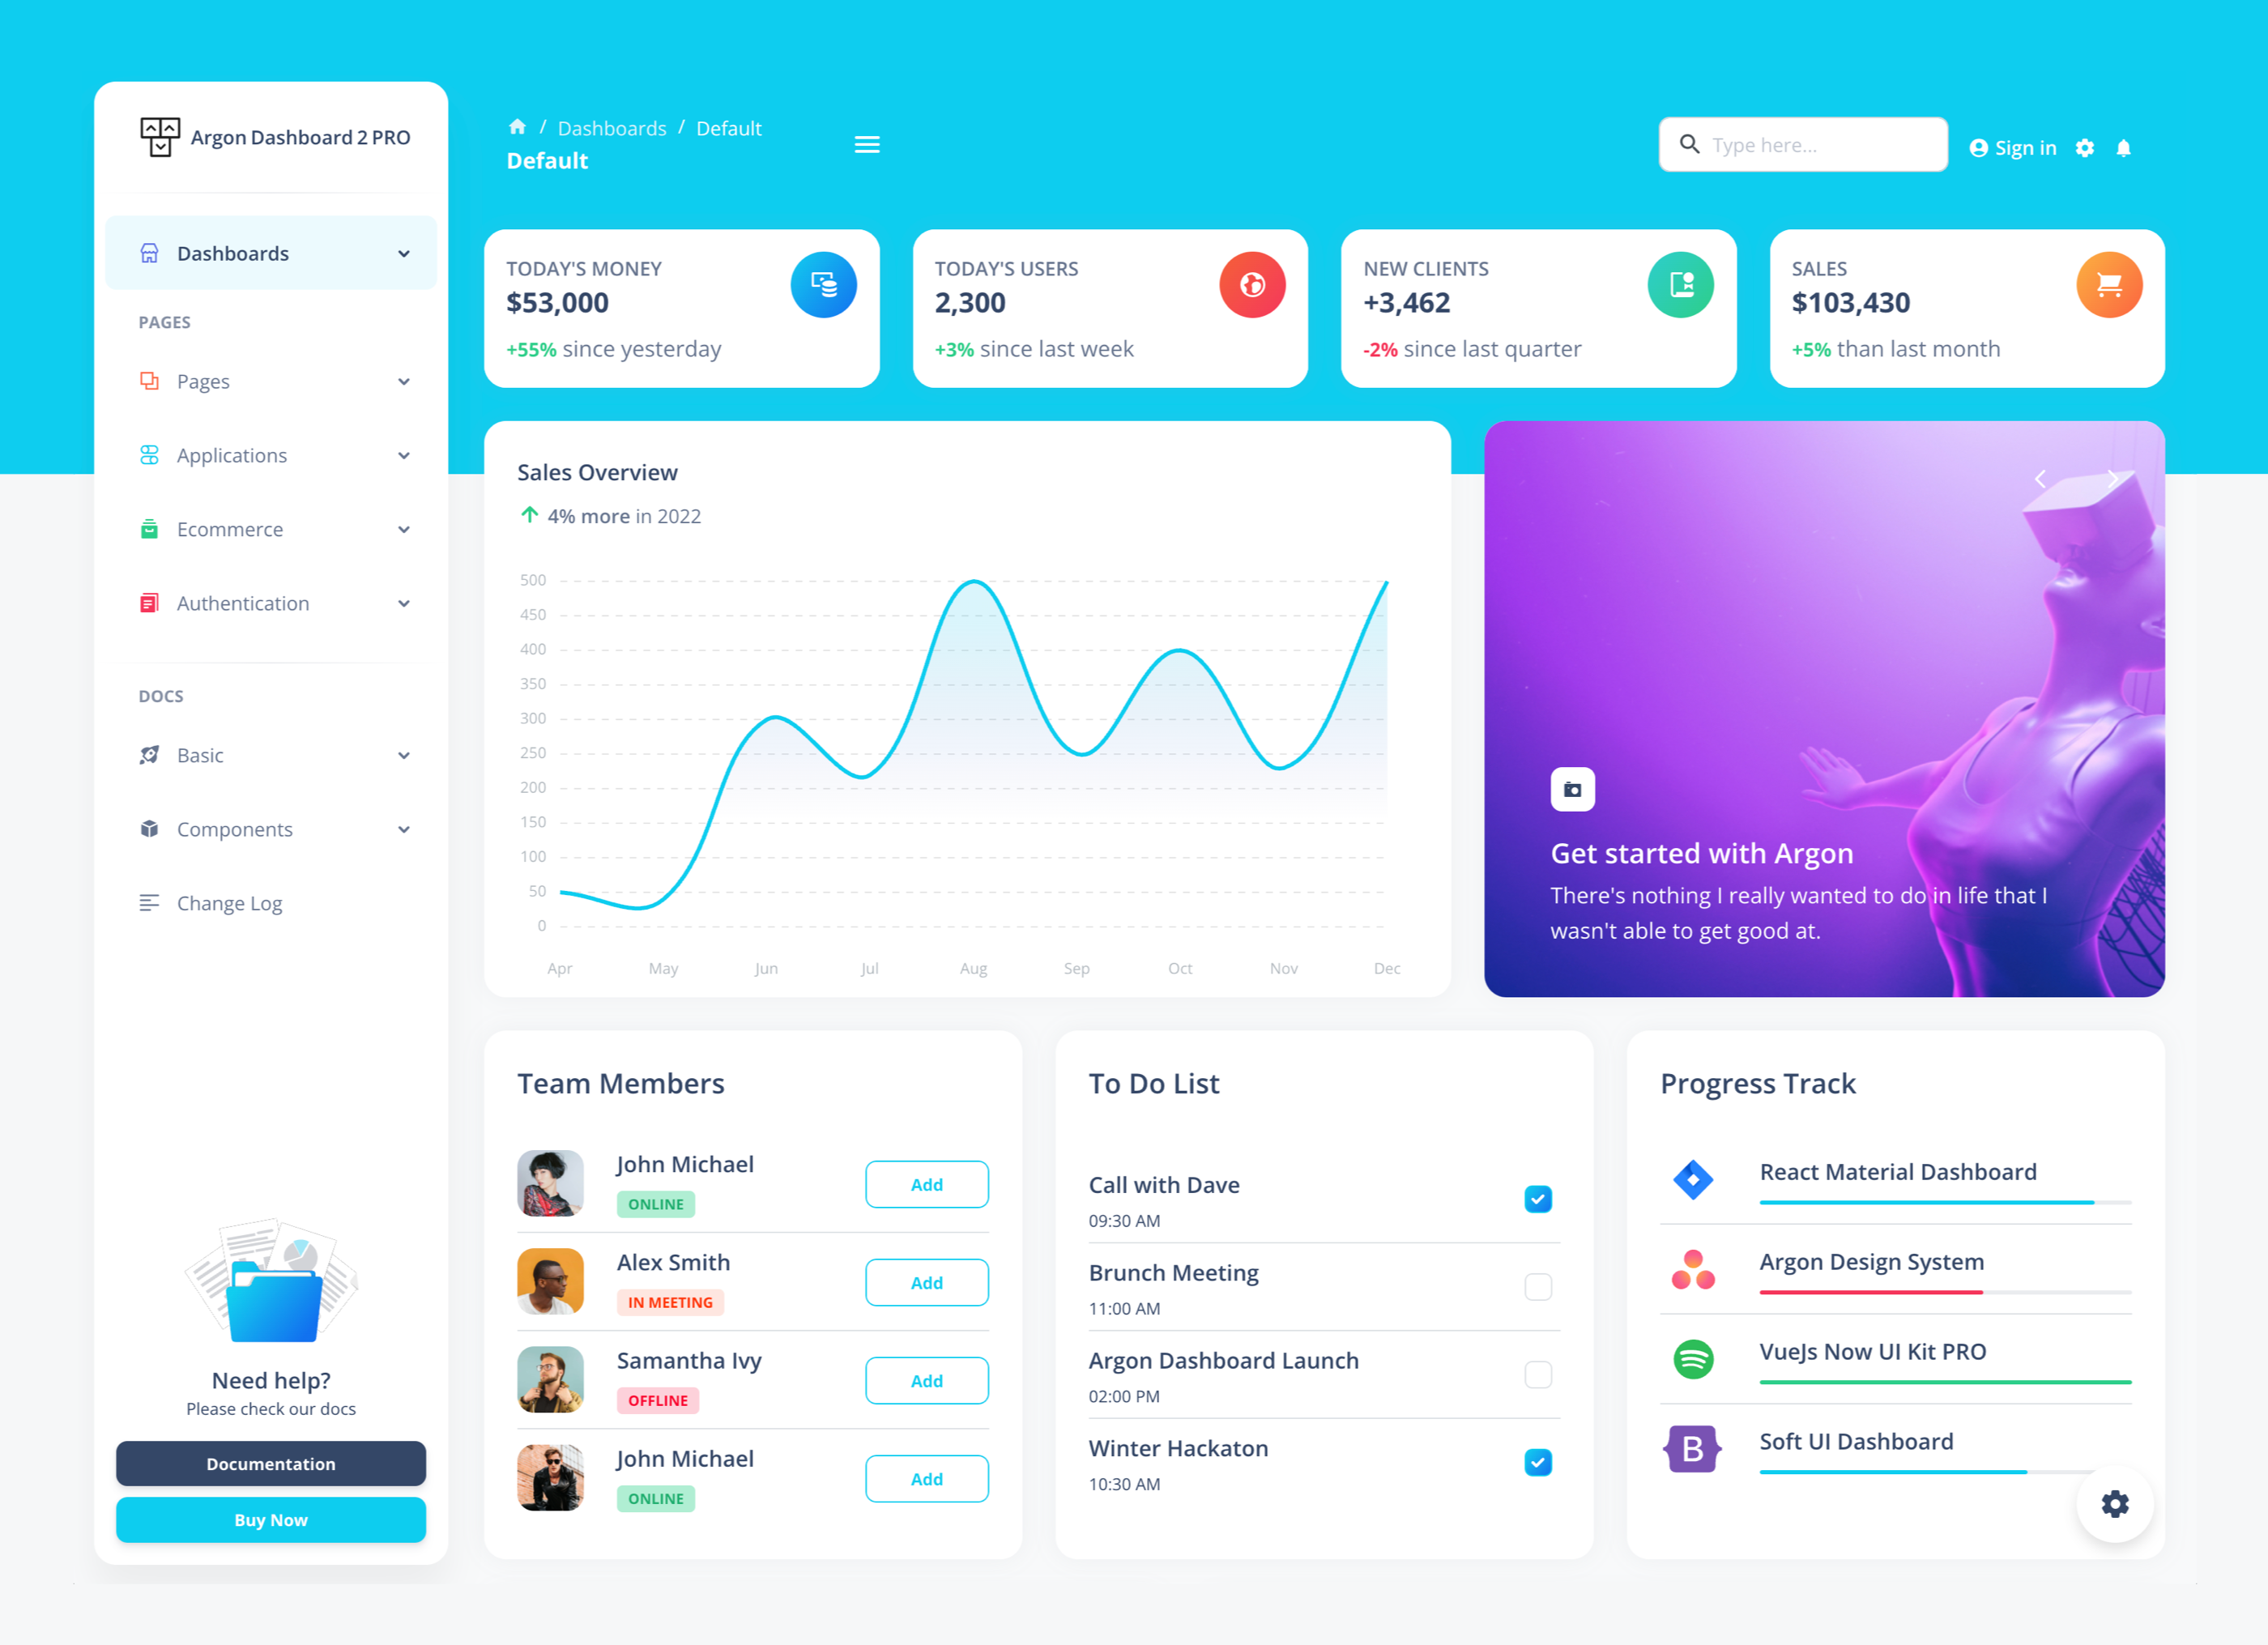 Argon Dashboard 2 PRO
Dashboards
PAGES
Pages
Applications
Ecommerce
Authentication
DOCS
Basic
Components
Change Log
Need help?
Please check our docs
Documentation
Buy Now
/ Dashboards / Default
Default
Type here...
Sign in
TODAY'S MONEY
$53,000
+55% since yesterday
TODAY'S USERS
2,300
+3% since last week
NEW CLIENTS
+3,462
-2% since last quarter
SALES
$103,430
+5% than last month
Sales Overview
4% more in 2022
500
450
400
350
300
250
200
150
100
50
0
Apr May Jun Jul Aug Sep Oct Nov Dec
Get started with Argon
There's nothing I really wanted to do in life that I
wasn't able to get good at.
Team Members
John Michael
ONLINE
Add
Alex Smith
IN MEETING
Add
Samantha Ivy
OFFLINE
Add
John Michael
ONLINE
Add
To Do List
Call with Dave
09:30 AM
Brunch Meeting
11:00 AM
Argon Dashboard Launch
02:00 PM
Winter Hackaton
10:30 AM
Progress Track
React Material Dashboard
Argon Design System
VueJs Now UI Kit PRO
B
Soft UI Dashboard